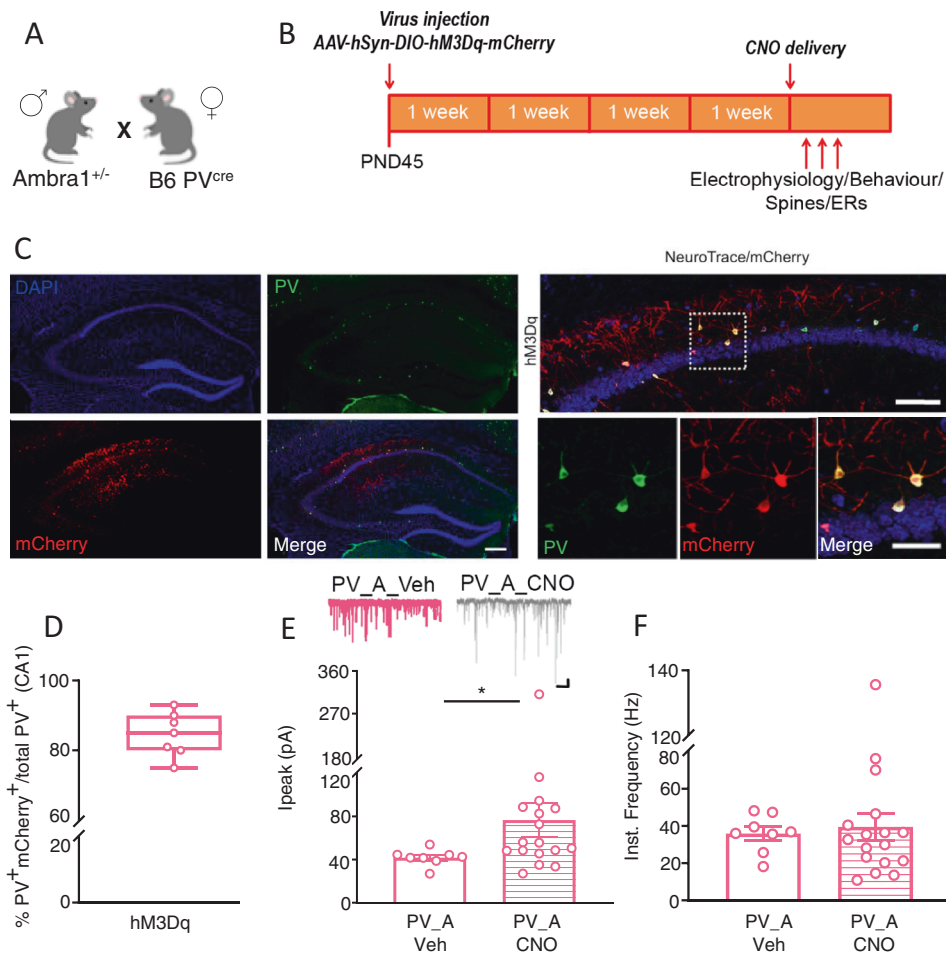 A
♂
♀
X
Ambra1+/-
B6 PVcre
B
Virus injection
AAV-hSyn-DIO-hM3Dq-mCherry
CNO delivery
1 week
1 week
1 week
1 week
PND45
Electrophysiology/Behaviour/
Spines/ERs
C
DAPI
PV
mCherry
Merge
NeuroTrace/mCherry
hM3Dq
PV
mCherry
Merge
D
% PV+mCherry+/total PV+ (CA1)
100
80
60
20
0
hM3Dq
E
PV_A_Veh
PV_A_CNO
Ipeak (pA)
360
270
180
120
80
40
0
*
PV_A
Veh
PV_A
CNO
F
Inst. Frequency (Hz)
140
120
60
40
20
0
PV_A
Veh
PV_A
CNO